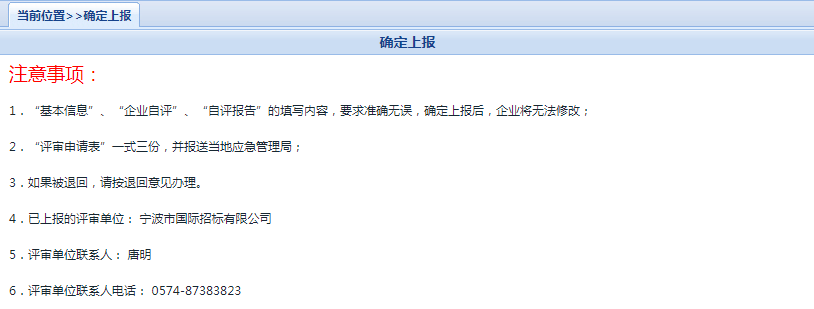 当前位置>>确定上报
确定上报
注意事项：
1．“基本信息”、“企业自评”、“自评报告”的填写内容，要求准确无误，确定上报后，企业将无法修改；
2．“评审申请表”一式三份，并报送当地应急管理局；
3．如果被退回，请按退回意见办理。
4．已上报的评审单位： 宁波市国际招标有限公司
5．评审单位联系人： 唐明
6．评审单位联系人电话： 0574-87383823